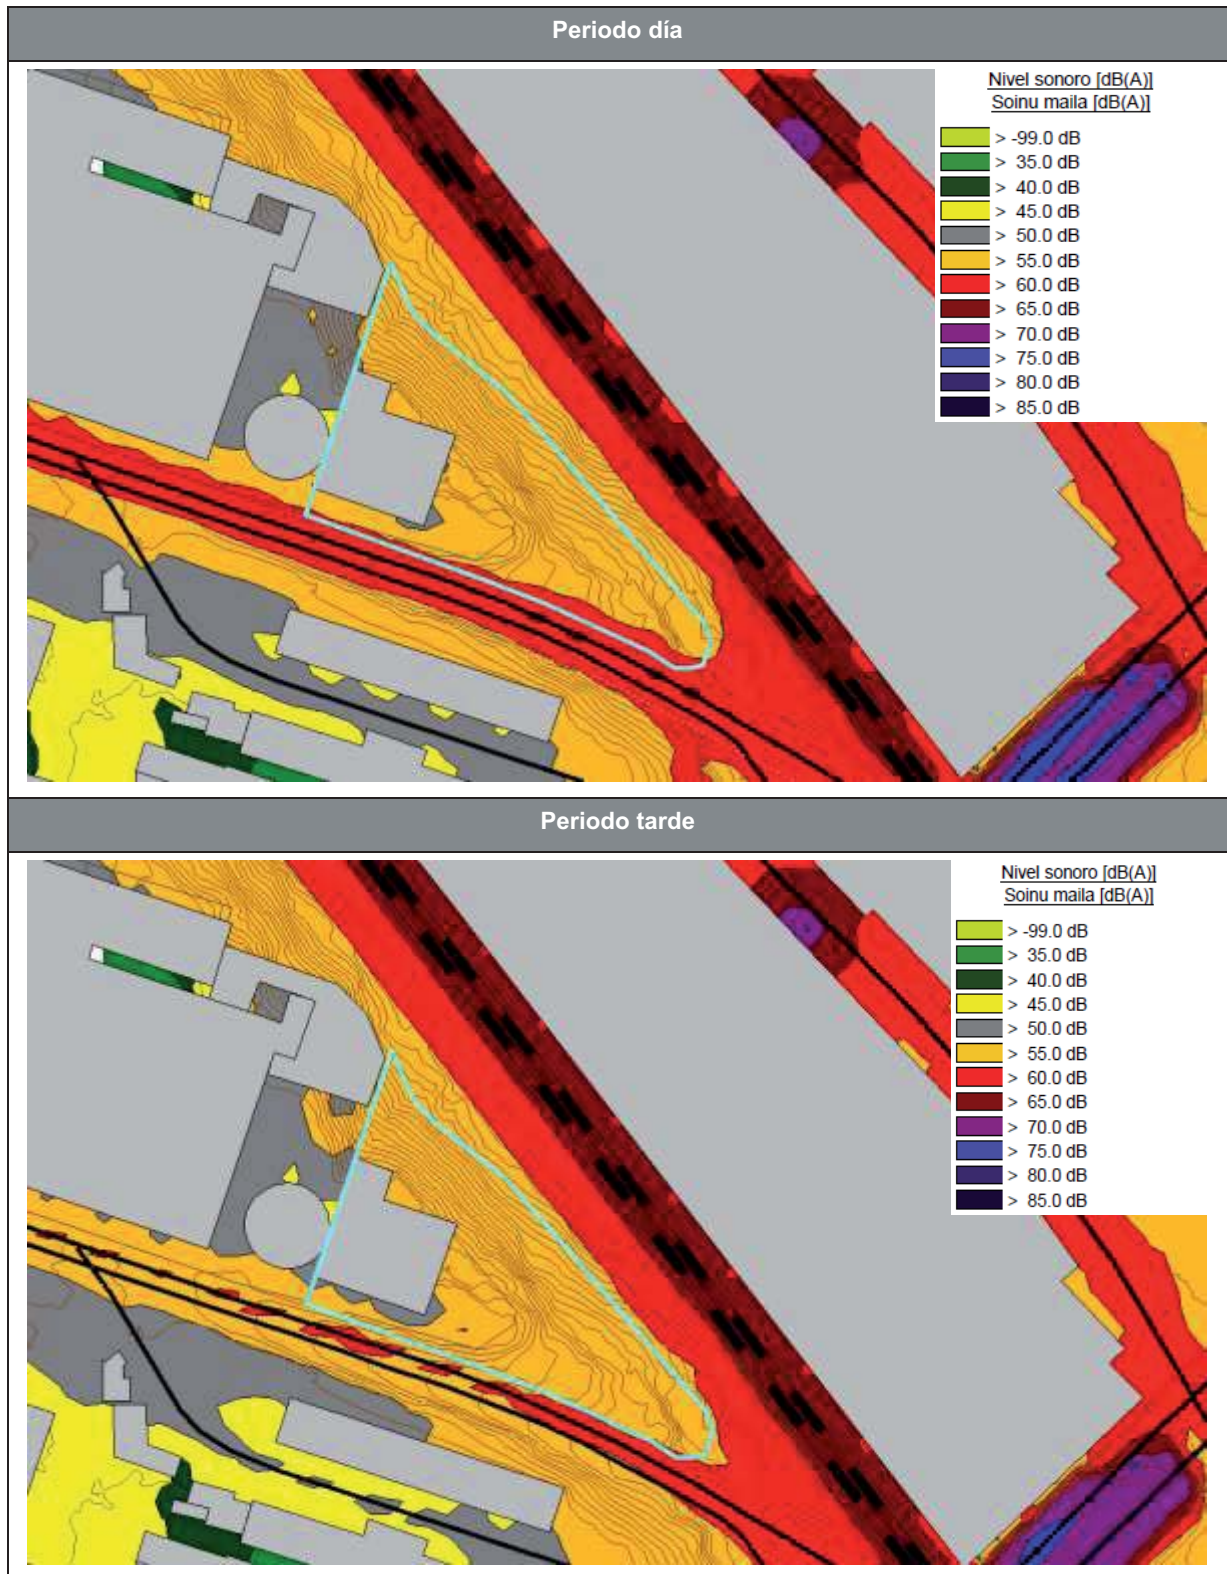 Periodo día
Nivel sonoro [dB(A)]
Soinu maila [dB(A)]
> -99.0 dB
> 35.0 dB
> 40.0 dB
> 45.0 dB
> 50.0 dB
> 55.0 dB
> 60.0 dB
> 65.0 dB
> 70.0 dB
> 75.0 dB
> 80.0 dB
> 85.0 dB
Periodo tarde
Nivel sonoro [dB(A)]
Soinu maila [dB(A)]
> -99.0 dB
> 35.0 dB
> 40.0 dB
> 45.0 dB
> 50.0 dB
> 55.0 dB
> 60.0 dB
> 65.0 dB
> 70.0 dB
> 75.0 dB
> 80.0 dB
> 85.0 dB